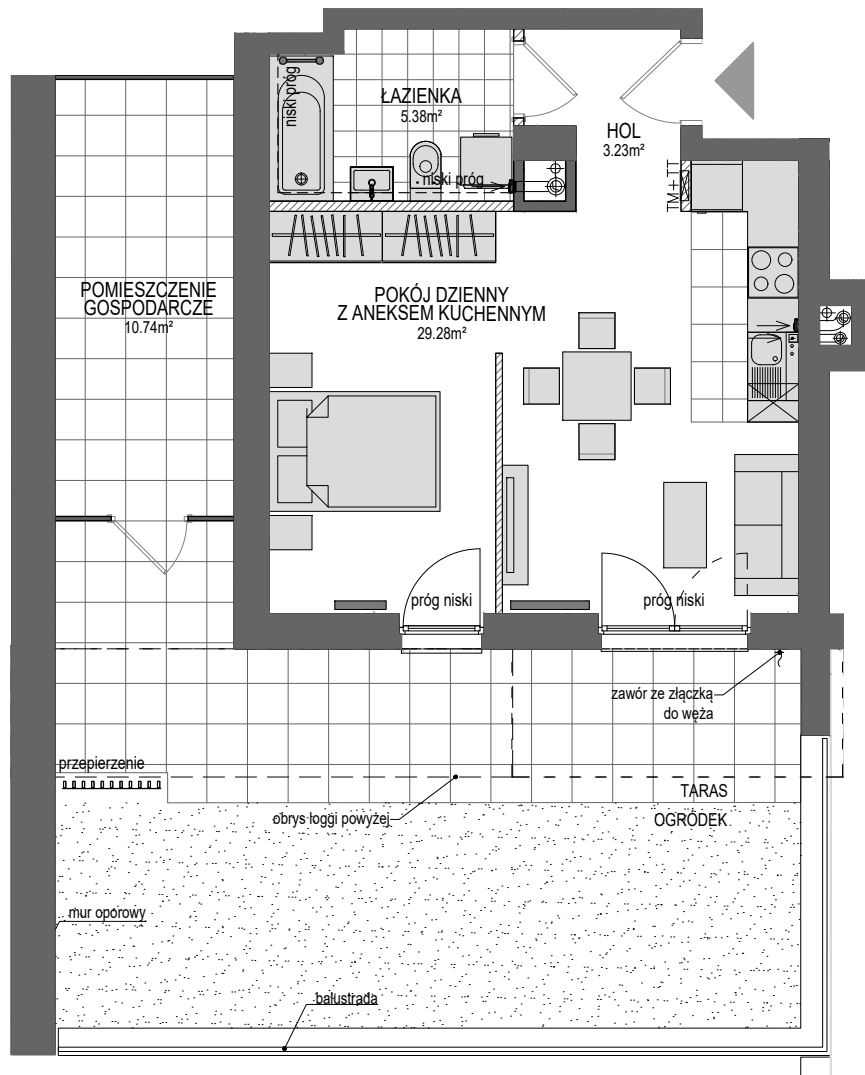 niski próg
ŁAZIENKA
5.38m²
HOL
3.23m²
niski próg
TM+ TT
POMIESZCZENIE
GOSPODARCZE
10.74m²
POKÓJ DZIENNY
Z ANEKSEM KUCHENNYM
29.28m²
próg niski
próg niski
zawór ze złączką
do węża
przepierzenie
TARAS
obrys loggi powyżej
OGRÓDEK
mur oporowy
balustrada